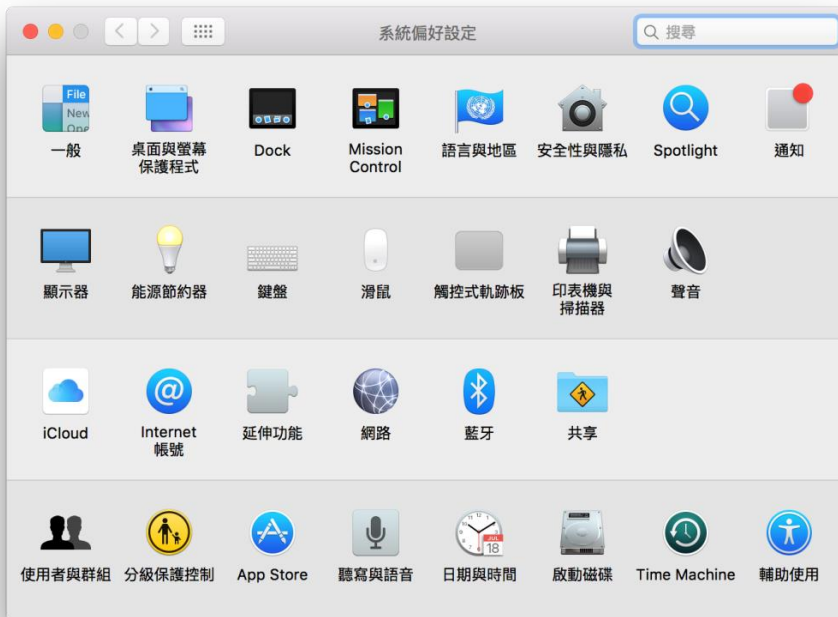 系統偏好設定
搜尋
File
New
Ope
一般
桌面與螢幕
保護程式
Dock
Mission
Control
語言與地區
安全性與隱私
Spotlight
通知
顯示器
能源節約器
鍵盤
滑鼠
觸控式軌跡板
印表機與
掃描器
聲音
iCloud
@
Internet
帳號
延伸功能
網路
藍牙
共享
使用者與群組
分級保護控制
App Store
聽寫與語音
JUL
18
日期與時間
啟動磁碟
Time Machine
輔助使用